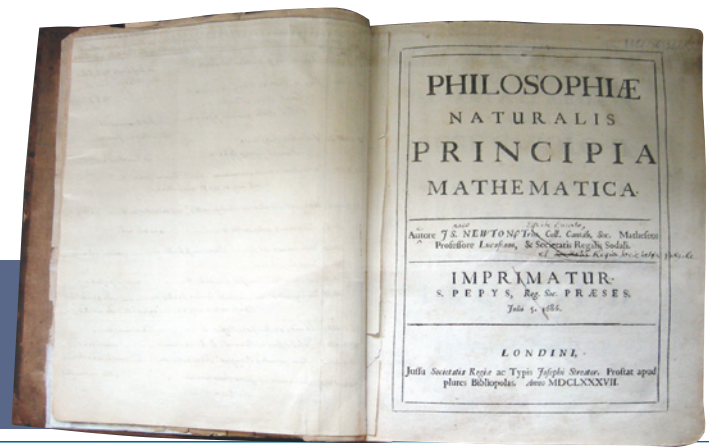 PHILOSOPHIÆ
NATURALIS
PRINCIPIA
MATHEMATICA.
Autore JS. NEWTON, Trin. Coll. Cantab. Soc. Matheseos
Professore Lucasiano, & Societatis Regalis Sodali.
IMPRIMATUR.
S. PEPYS, Reg. Soc. PRÆSES.
Julii 5. 1686.
LONDINI,
Jussu Societatis Regiæ ac Typis Josephi Streater. Prostat apud
plures Bibliopolas. Anno MDCLXXXVII.